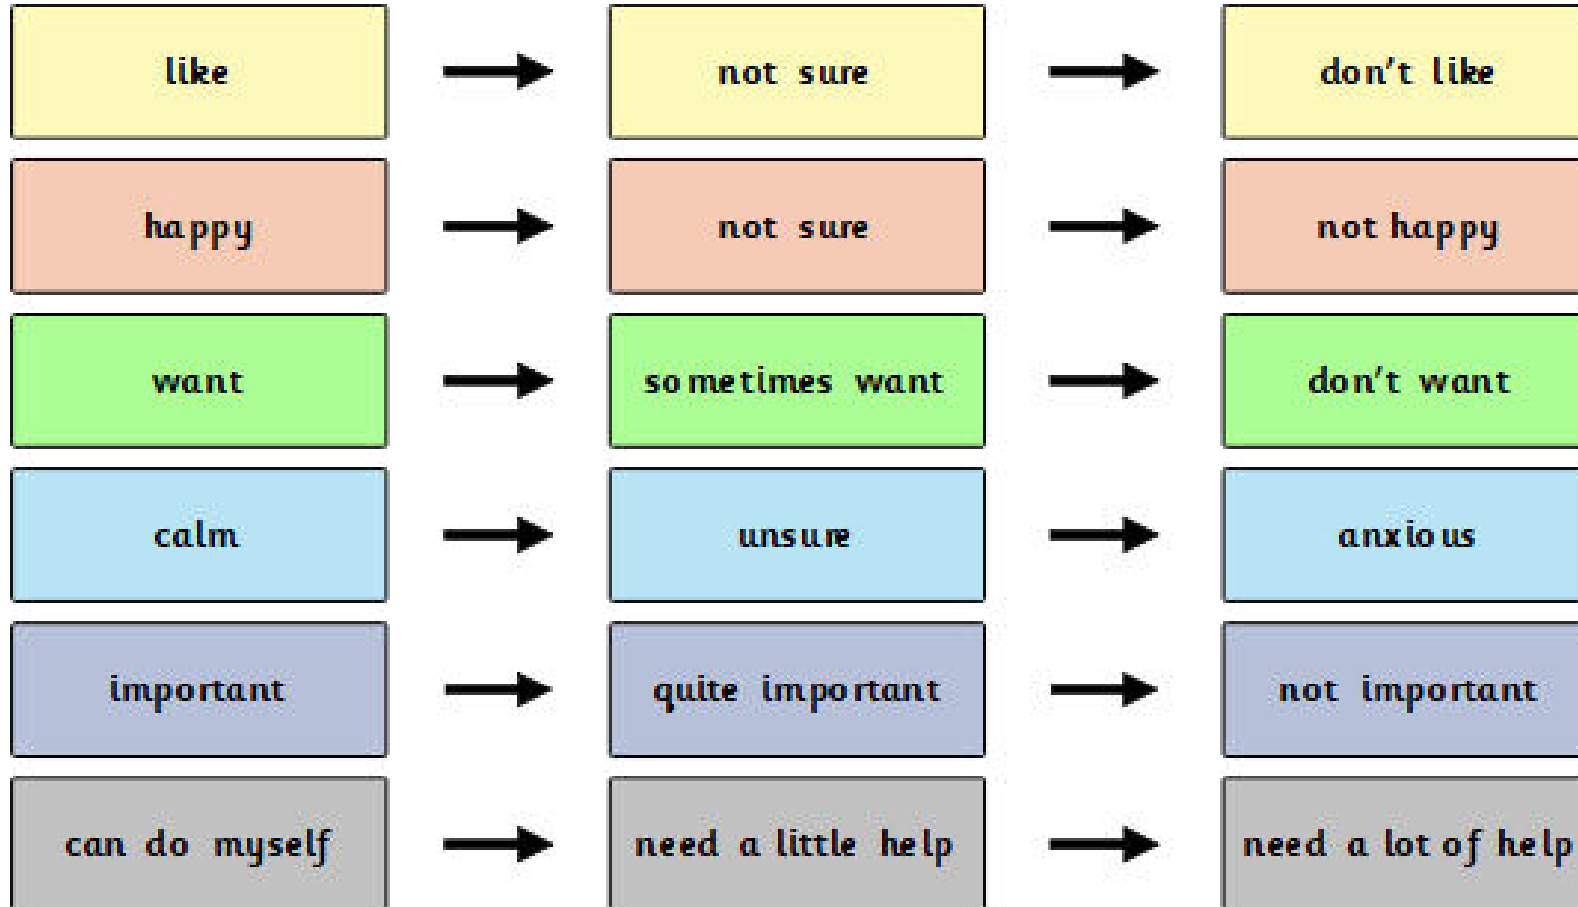 like not sure don't like
happy not sure not happy
want sometimes want don't want
calm unsure anxious
important quite important not important
can do myself need a little help need a lot of help